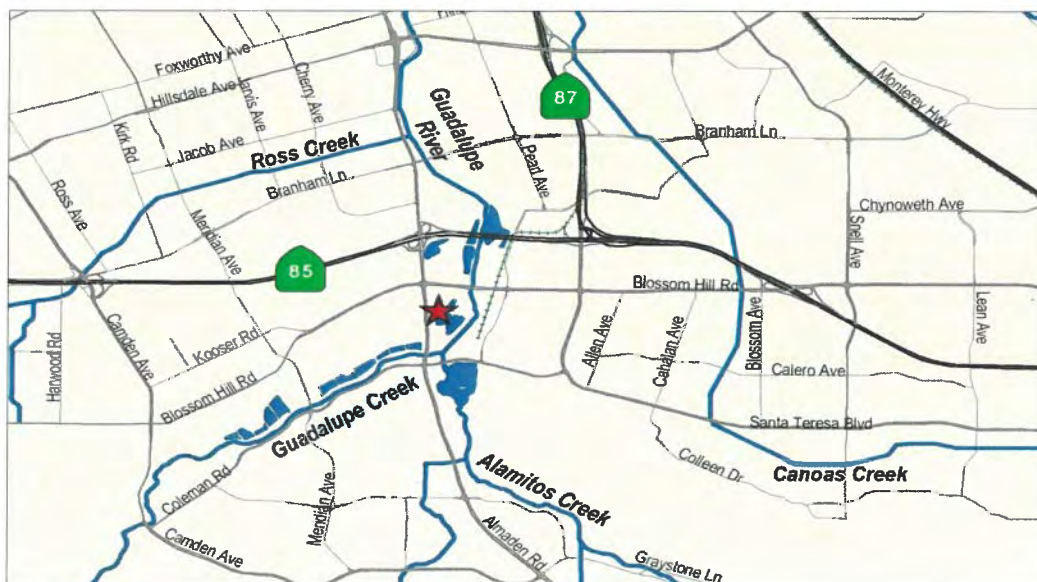 Foxworthy Ave
Hillsdale Ave
Jarvis Ave
Cherry Ave
Kirk Rd
Jacob Ave
Ross Creek
Branham Ln
Ross Ave
Meridian Ave
Guadalupe
River
87
Pearl Ave
Branham Ln
Monterey Hwy
Chynoweth Ave
Snell Ave
85
Blossom Hill Rd
Lean Ave
Harwood Rd
Camden Ave
Kooser Rd
Blossom Hill Rd
Allen Ave
Cahalan Ave
Blossom Ave
Calero Ave
Guadalupe Creek
Santa Teresa Blvd
Coleman Rd
Meridian Ave
Alamitos Creek
Colleen Dr
Canoas Creek
Camden Ave
Almaden Rd
Graystone Ln